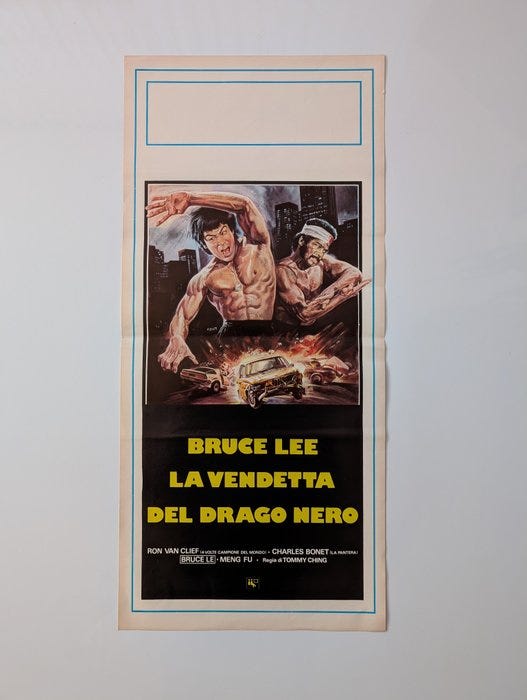 BRUCE LEE
LA VENDETTA
DEL DRAGO NERO
RON VAN CLIEF (4 VOLTE CAMPIONE DEL MONDO) • CHARLES BONET (LA PANTERA)
BRUCE LE • MENG FU • Regia di TOMMY CHING